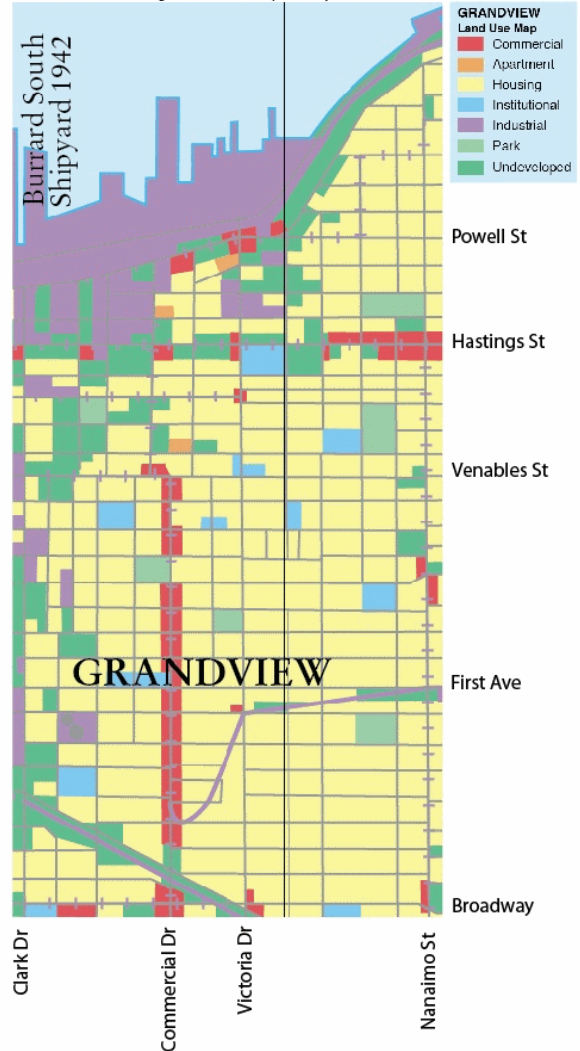 Burrard South
Shipyard 1942
GRANDVIEW
Land Use Map
Commercial
Apartment
Housing
Institutional
Industrial
Park
Undeveloped
Powell St
Hastings St
Venables St
GRANDVIEW
First Ave
Broadway
Clark Dr
Commercial Dr
Victoria Dr
Nanaimo St